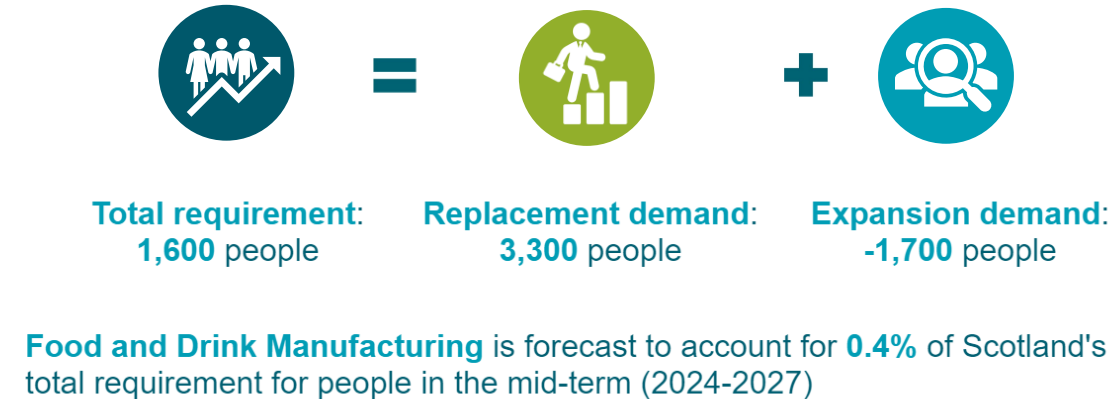 =
+
Total requirement:
1,600 people
Replacement demand:
3,300 people
Expansion demand:
-1,700 people
Food and Drink Manufacturing is forecast to account for 0.4% of Scotland's
total requirement for people in the mid-term (2024-2027)